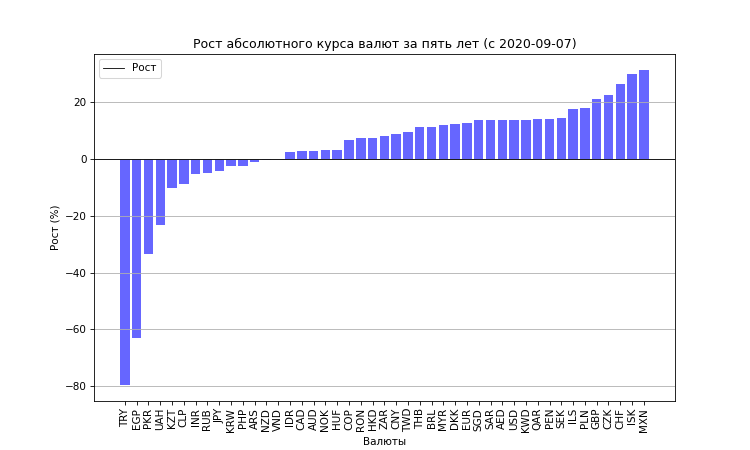 Рост абсолютного курса валют за пять лет (с 2020-09-07)
Рост
Рост (%)
20
0
−20
−40
−60
−80
TRY EGP PKR UAH KZT CLP INR RUB JPY KRW PHP ARS NZD VND IDR CAD AUD NOK HUF COP RON HKD ZAR CNY TWD THB BRL MYR DKK EUR SGD SAR AED USD KWD QAR PEN SEK ILS PLN GBP CZK CHF ISK MXN
Валюты